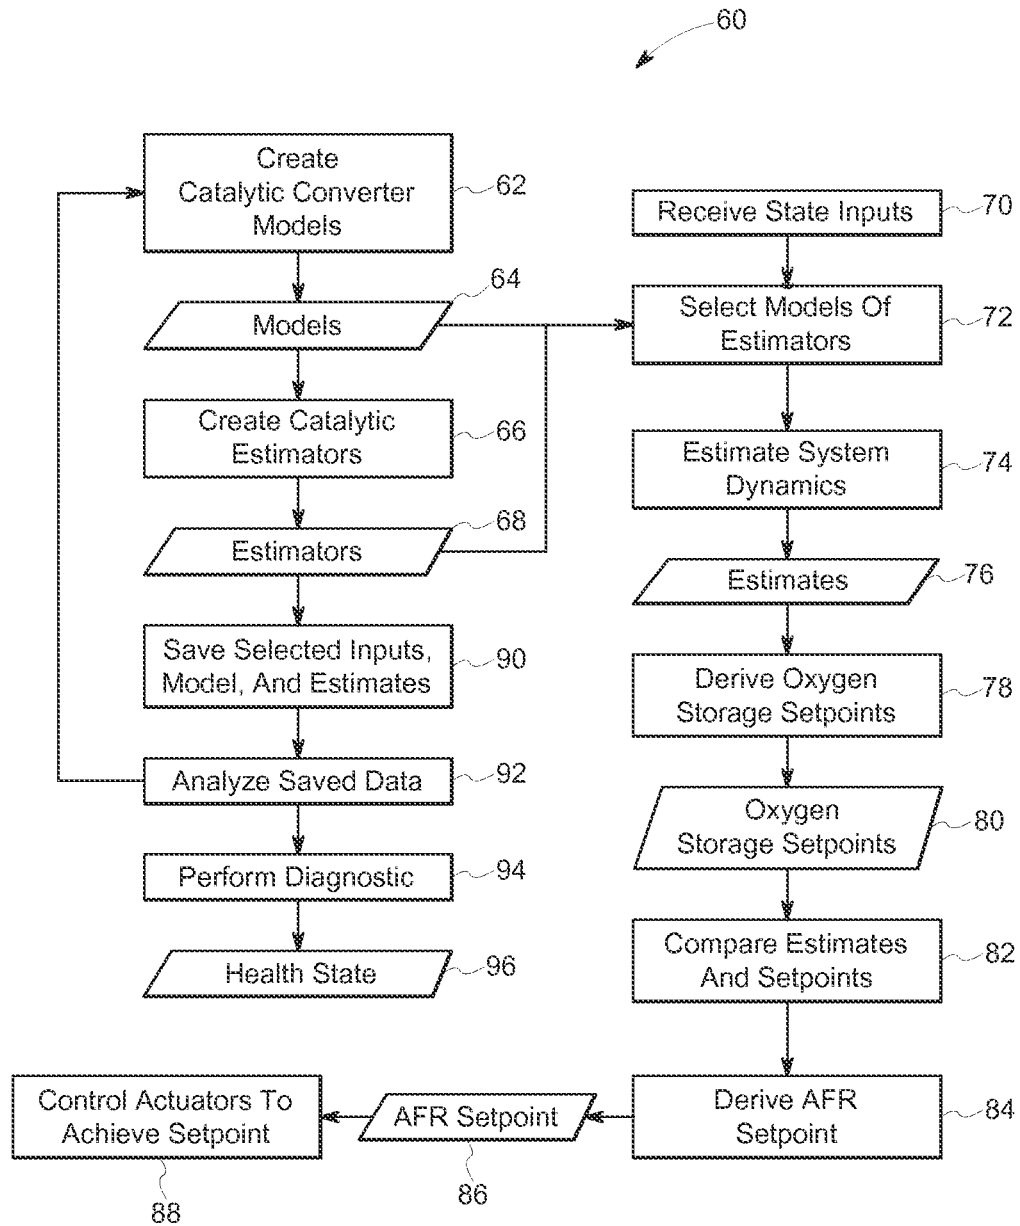 60
Create
Catalytic Converter
Models
62
64
Models
Create Catalytic
Estimators
66
68
Estimators
Save Selected Inputs,
Model, And Estimates
90
Analyze Saved Data
92
Perform Diagnostic
94
Health State
96
Receive State Inputs
70
Select Models Of
Estimators
72
Estimate System
Dynamics
74
Estimates
76
Derive Oxygen
Storage Setpoints
78
Oxygen
Storage Setpoints
80
Compare Estimates
And Setpoints
82
Derive AFR
Setpoint
84
AFR Setpoint
86
Control Actuators To
Achieve Setpoint
88